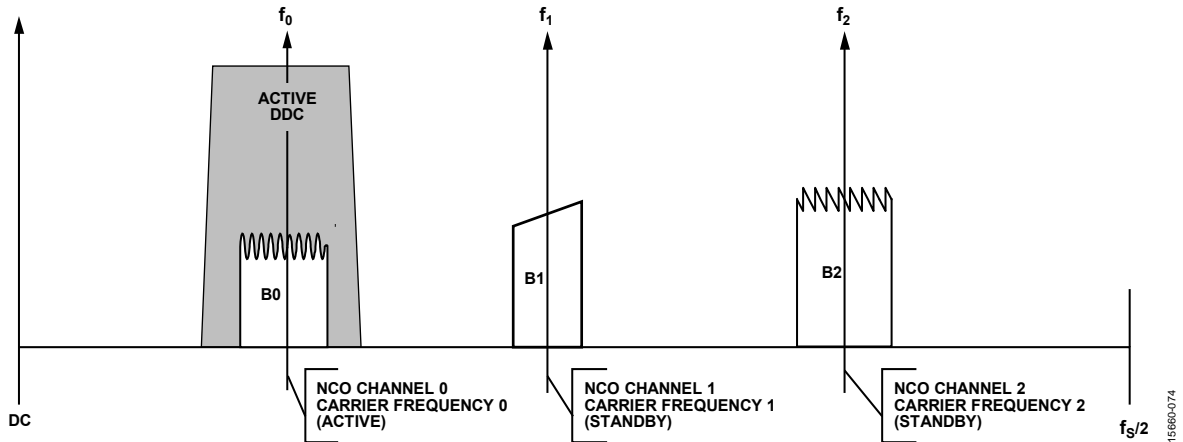 f0
f1
f2
ACTIVE
DDC
B0
B1
B2
NCO CHANNEL 0
CARRIER FREQUENCY 0
(ACTIVE)
NCO CHANNEL 1
CARRIER FREQUENCY 1
(STANDBY)
NCO CHANNEL 2
CARRIER FREQUENCY 2
(STANDBY)
DC
fS/2
15660-074